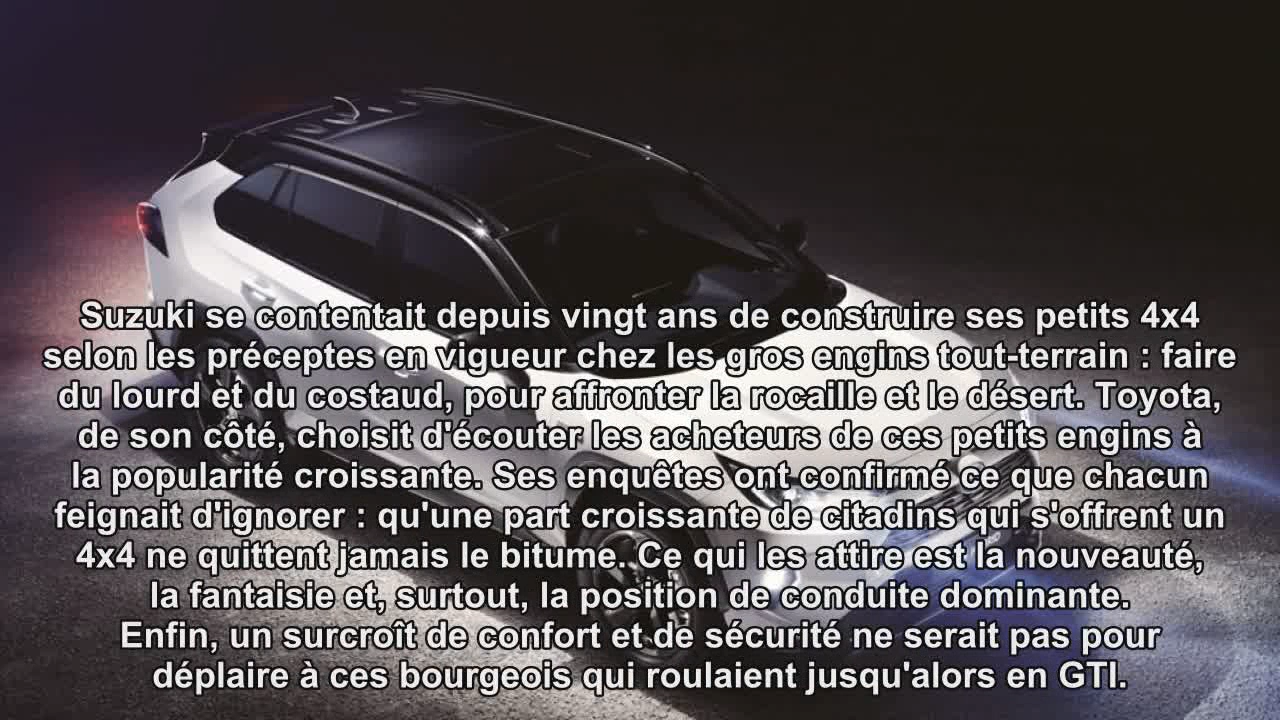 Suzuki se contentait depuis vingt ans de construire ses petits 4x4
selon les préceptes en vigueur chez les gros engins tout-terrain : faire
du lourd et du costaud, pour affronter la rocaille et le désert. Toyota,
de son côté, choisit d'écouter les acheteurs de ces petits engins à
la popularité croissante. Ses enquêtes ont confirmé ce que chacun
feignait d'ignorer : qu'une part croissante de citadins qui s'offrent un
4x4 ne quittent jamais le bitume. Ce qui les attire est la nouveauté,
la fantaisie et, surtout, la position de conduite dominante.
Enfin, un surcroît de confort et de sécurité ne serait pas pour
déplaire à ces bourgeois qui roulaient jusqu'alors en GTI.